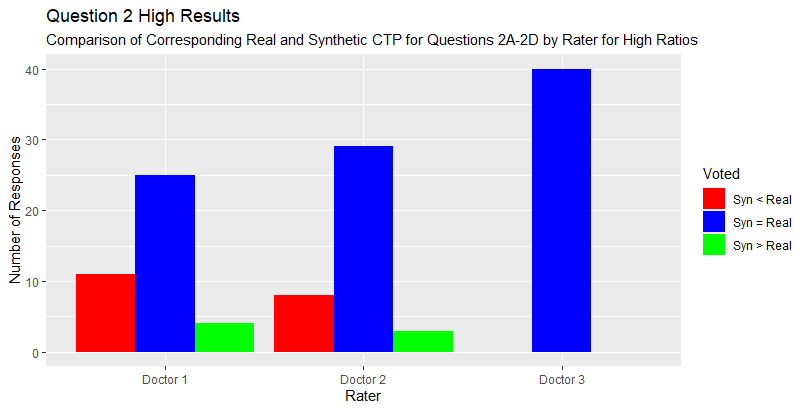 Question 2 High Results
Comparison of Corresponding Real and Synthetic CTP for Questions 2A-2D by Rater for High Ratios
40
30
20
10
0
Number of Responses
Doctor 1
Doctor 2
Doctor 3
Rater
Voted
Syn < Real
Syn = Real
Syn > Real